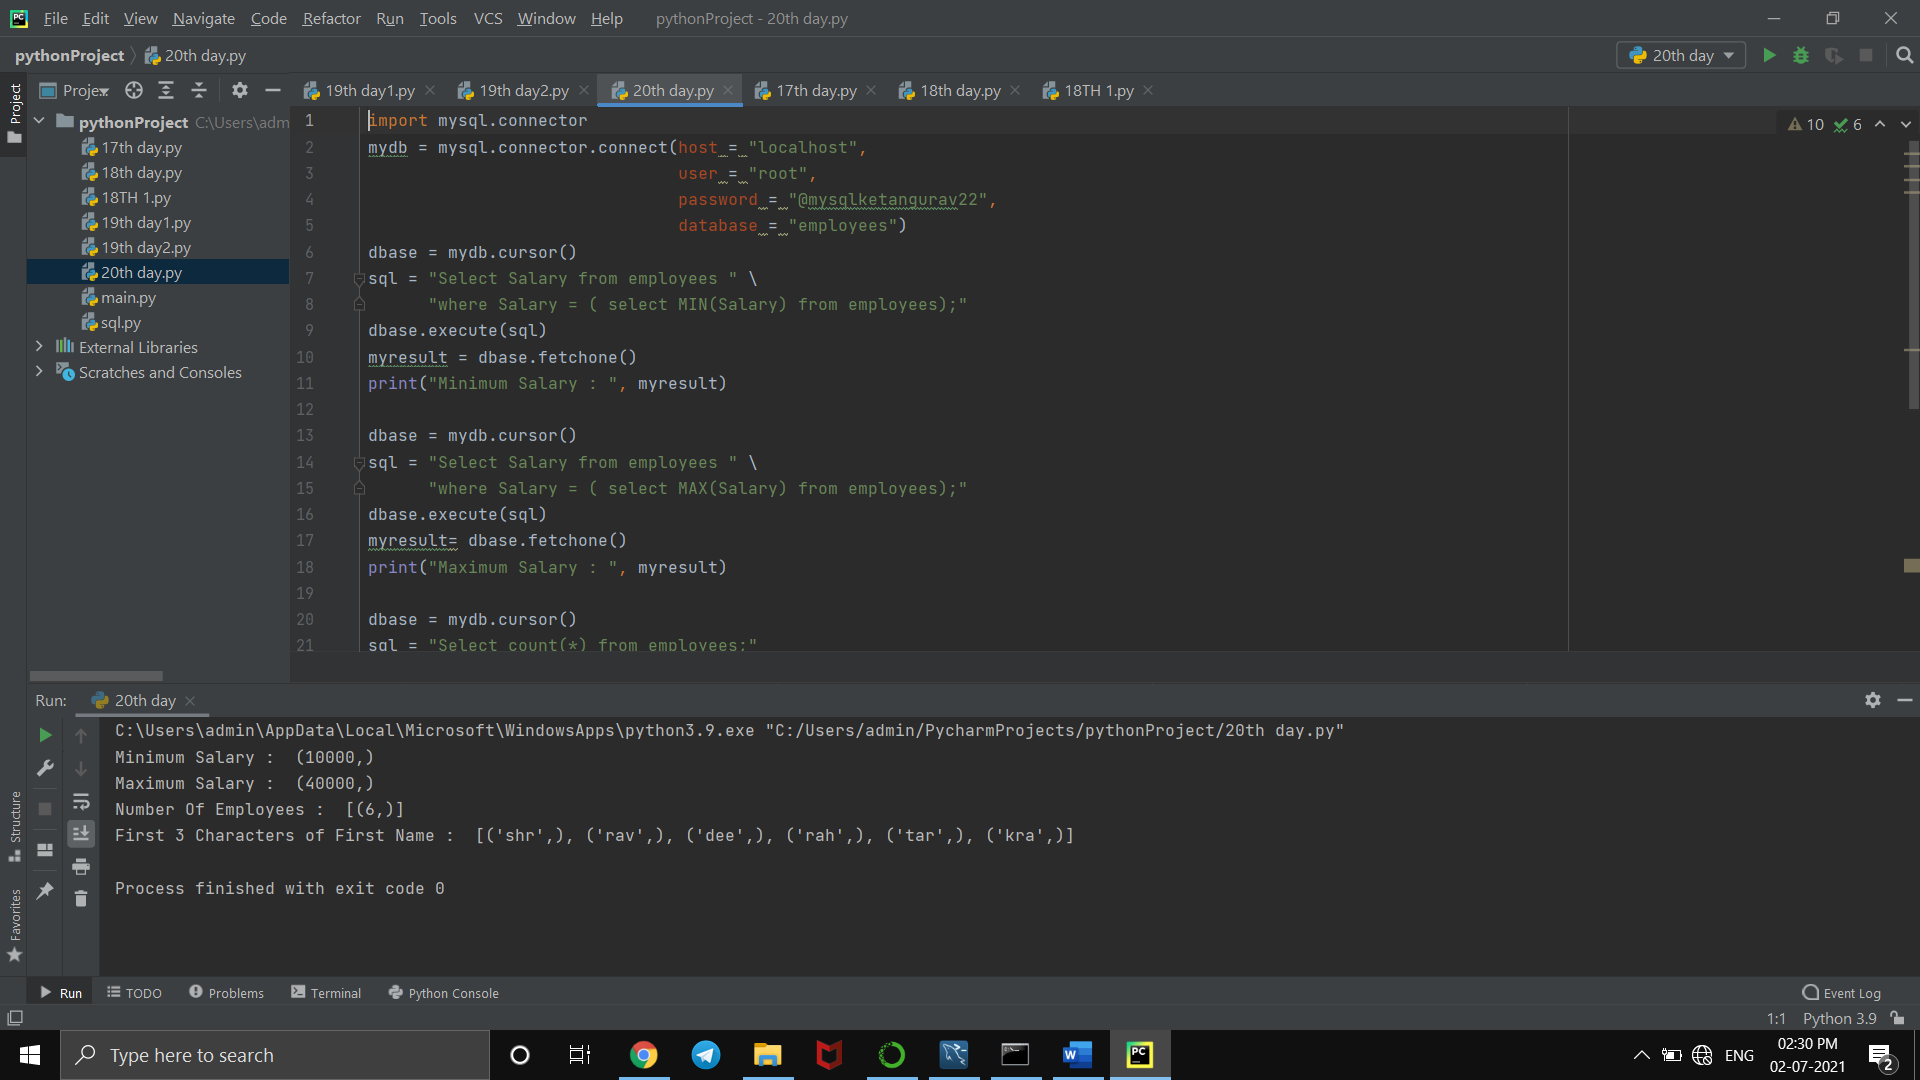 File Edit View Navigate Code Refactor Run Tools VCS Window Help pythonProject - 20th day.py
pythonProject 20th day.py 20th day
Project
Proje 19th day1.py 19th day2.py 20th day.py 17th day.py 18th day.py 18TH 1.py
pythonProject C:\Users\adm
17th day.py
18th day.py
18TH 1.py
19th day1.py
19th day2.py
20th day.py
main.py
sql.py
External Libraries
Scratches and Consoles
10 6
1 import mysql.connector
2 mydb = mysql.connector.connect(host = "localhost",
3 user = "root",
4 password = "@mysqlketangurav22",
5 database = "employees")
6 dbase = mydb.cursor()
7 sql = "Select Salary from employees " \
8 "where Salary = ( select MIN(Salary) from employees);"
9 dbase.execute(sql)
10 myresult = dbase.fetchone()
11 print("Minimum Salary : ", myresult)
12
13 dbase = mydb.cursor()
14 sql = "Select Salary from employees " \
15 "where Salary = ( select MAX(Salary) from employees);"
16 dbase.execute(sql)
17 myresult= dbase.fetchone()
18 print("Maximum Salary : ", myresult)
19
20 dbase = mydb.cursor()
21 sql = "Select count(*) from employees;"
Run: 20th day
C:\Users\admin\AppData\Local\Microsoft\WindowsApps\python3.9.exe "C:/Users/admin/PycharmProjects/pythonProject/20th day.py"
Minimum Salary :  (10000,)
Maximum Salary :  (40000,)
Number Of Employees :  [(6,)]
First 3 Characters of First Name :  [('shr',), ('rav',), ('dee',), ('rah',), ('tar',), ('kra',)]
Process finished with exit code 0
Structure
Favorites
Run TODO Problems Terminal Python Console Event Log
1:1 Python 3.9
Type here to search
ENG
02:30 PM
02-07-2021
2